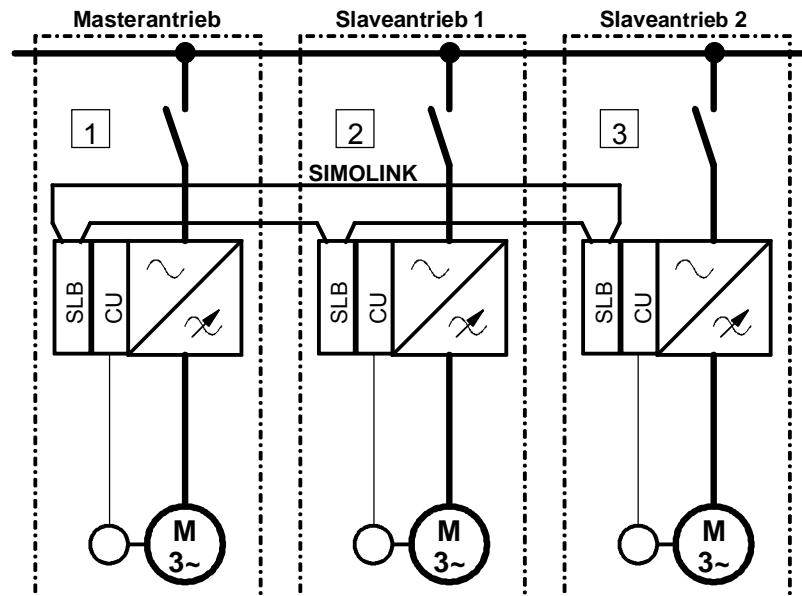 Masterantrieb
Slaveantrieb 1
Slaveantrieb 2
1
2
3
SIMOLINK
SLB
CU
SLB
CU
SLB
CU
M
3~
M
3~
M
3~